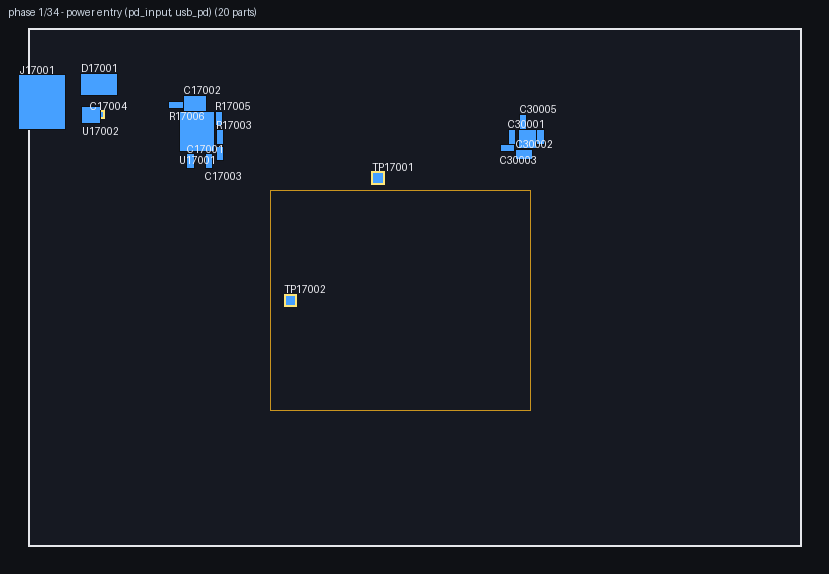 phase 1/34 - power entry (pd_input, usb_pd) (20 parts)
J17001
D17001
C17004
U17002
C17002
R17006
R17005
R17003
C17001
U17001
C17003
TP17001
C30005
C30001
C30002
C30003
TP17002